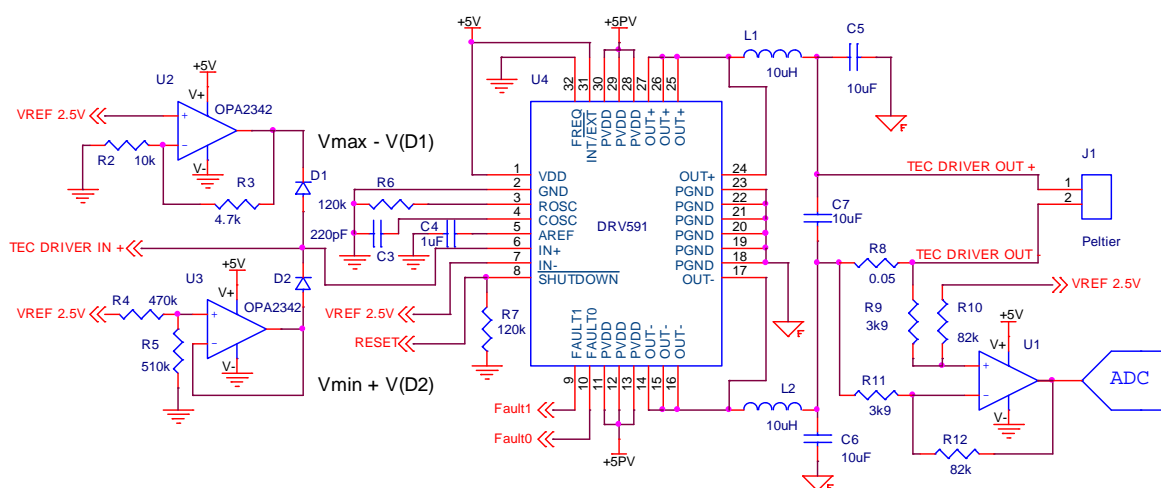 +5V
+5PV
L1
10uH
C5
10uF
U2
+5V
V+
OPA2342
VREF 2.5V
+
-
V-
R2
10k
R3
4.7k
Vmax - V(D1)
D1
120k
R6
220pF
C3
C4
1uF
TEC DRIVER IN +
D2
U3
+5V
V+
OPA2342
R4
470k
VREF 2.5V
+
-
V-
R5
510k
Vmin + V(D2)
VREF 2.5V
RESET
R7
120k
Fault1
Fault0
U4
32 31 30 29 28 27 26 25
FREQ
INT/EXT
PVDD
PVDD
PVDD
OUT+
OUT+
OUT+
1 VDD
2 GND
3 ROSC
4 COSC
5 AREF
6 IN+
7 IN-
8 SHUTDOWN
DRV591
OUT+ 24
PGND 23
PGND 22
PGND 21
PGND 20
PGND 19
PGND 18
OUT- 17
FAULT1
FAULT0
PVDD
PVDD
PVDD
OUT-
OUT-
OUT-
9 10 11 12 13 14 15 16
+5PV
L2
10uH
C6
10uF
C7
10uF
F
F
F
TEC DRIVER OUT +
J1
1
2
Peltier
R8
0.05
TEC DRIVER OUT -
R9
3k9
R10
82k
VREF 2.5V
+5V
U1
V+
+
-
V-
R11
3k9
R12
82k
ADC